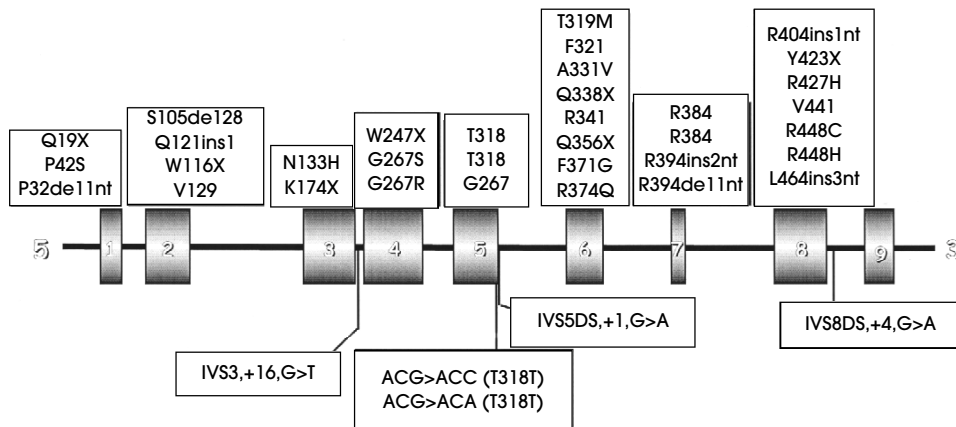 Q19X
P42S
P32de11nt
S105de128
Q121ins1
W116X
V129
N133H
K174X
W247X
G267S
G267R
T318
T318
G267
T319M
F321
A331V
Q338X
R341
Q356X
F371G
R374Q
R384
R384
R394ins2nt
R394de11nt
R404ins1nt
Y423X
R427H
V441
R448C
R448H
L464ins3nt
5 1 2 3 4 5 6 7 8 9 3
IVS3,+16,G>T
ACG>ACC (T318T)
ACG>ACA (T318T)
IVS5DS,+1,G>A
IVS8DS,+4,G>A